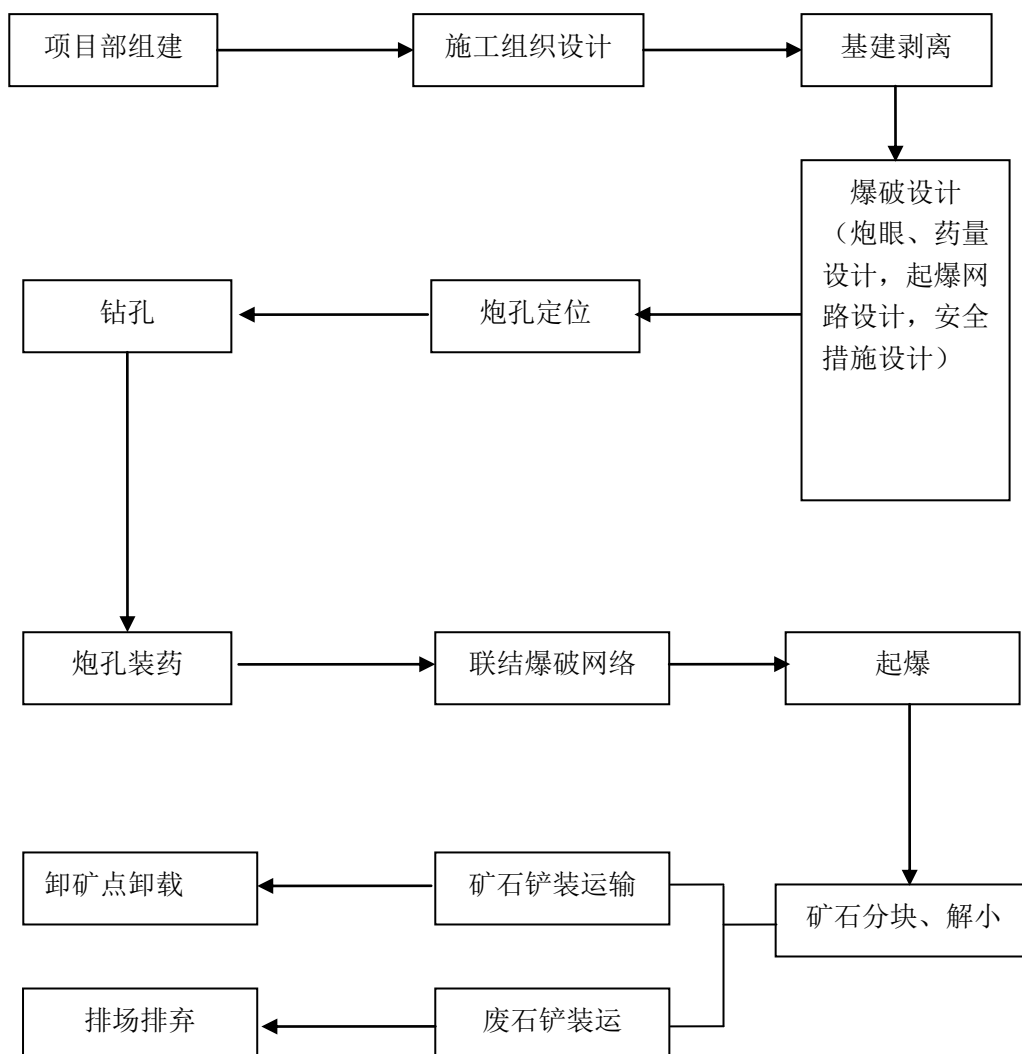 项目部组建
施工组织设计
基建剥离
爆破设计
（炮眼、药量
设计，起爆网
路设计，安全
措施设计）
钻孔
炮孔定位
炮孔装药
联结爆破网络
起爆
卸矿点卸载
矿石铲装运输
矿石分块、解小
排场排弃
废石铲装运